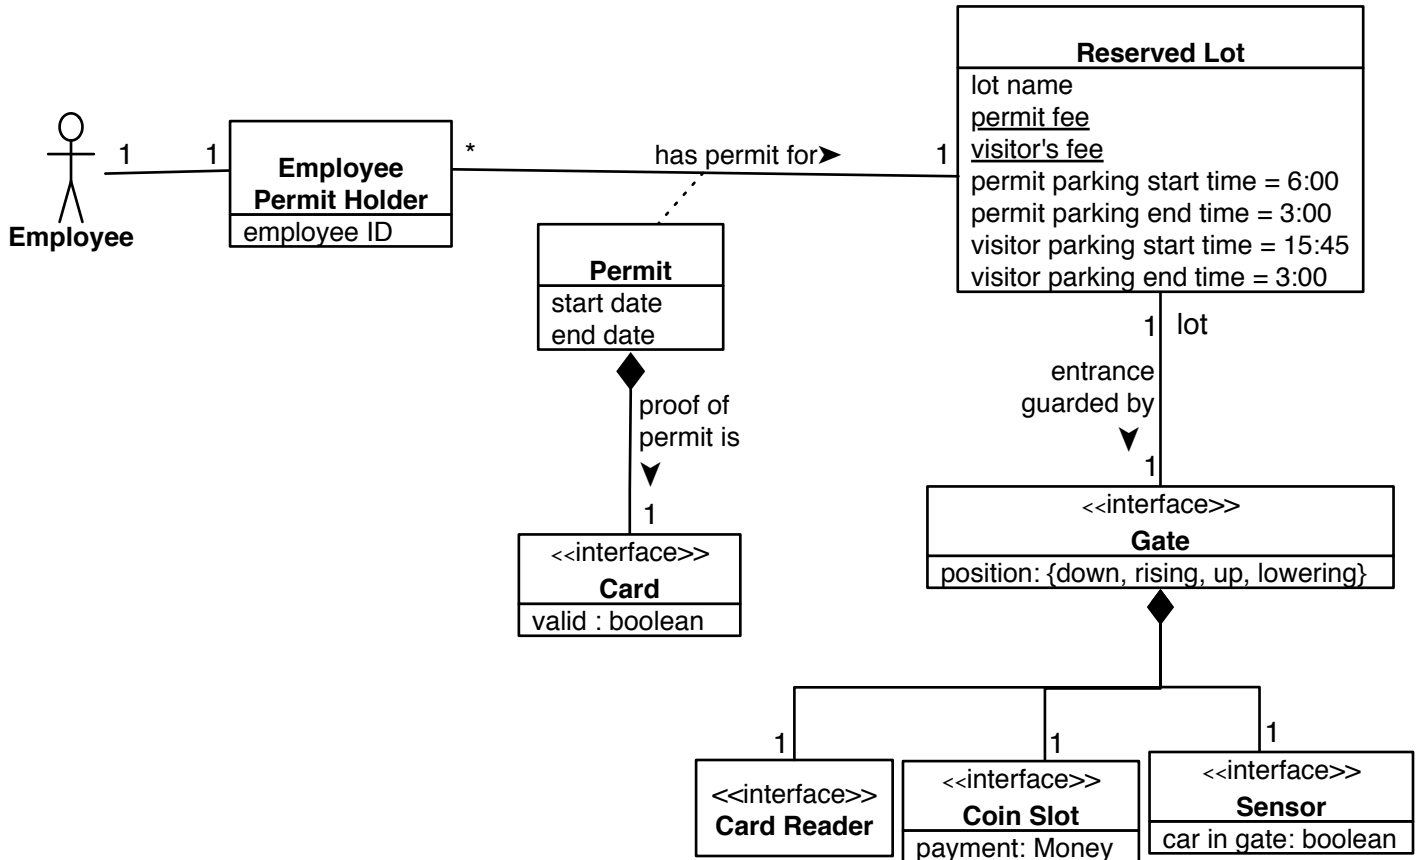 Reserved Lot
lot name
permit fee
visitor's fee
permit parking start time = 6:00
permit parking end time = 3:00
visitor parking start time = 15:45
visitor parking end time = 3:00
1
1
Employee
Employee
Permit Holder
employee ID
*
has permit for
1
Permit
start date
end date
proof of
permit is
1
<<interface>>
Card
valid : boolean
1
lot
entrance
guarded by
1
<<interface>>
Gate
position: {down, rising, up, lowering}
1
1
1
<<interface>>
Card Reader
<<interface>>
Coin Slot
payment: Money
<<interface>>
Sensor
car in gate: boolean